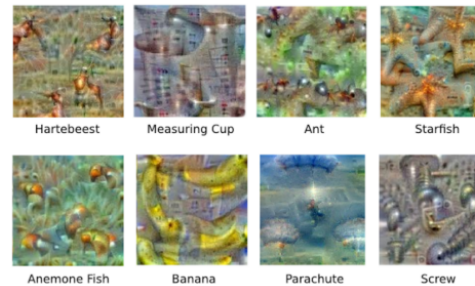 Hartebeest
Measuring Cup
Ant
Starfish
Anemone Fish
Banana
Parachute
Screw